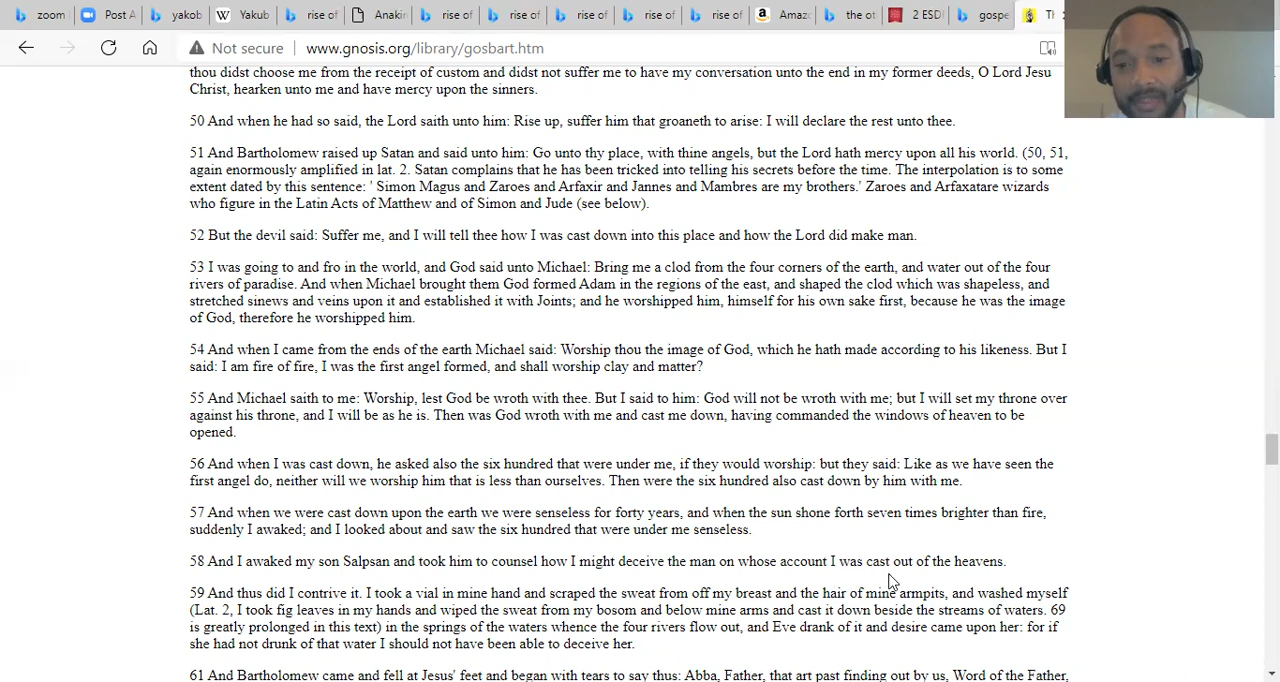 zoom
Post A
yakob
Yakub
rise of
Anaki
rise of
rise of
rise of
rise of
rise of
Amaz
the ot
2 ESD
gospe
Th
Not secure | www.gnosis.org/library/gosbart.htm
thou didst choose me from the receipt of custom and didst not suffer me to have my conversation unto the end in my former deeds, O Lord Jesu
Christ, hearken unto me and have mercy upon the sinners.
50 And when he had so said, the Lord saith unto him: Rise up, suffer him that groaneth to arise: I will declare the rest unto thee.
51 And Bartholomew raised up Satan and said unto him: Go unto thy place, with thine angels, but the Lord hath mercy upon all his world. (50, 51,
again enormously amplified in lat. 2. Satan complains that he has been tricked into telling his secrets before the time. The interpolation is to some
extent dated by this sentence: ' Simon Magus and Zaroes and Arfaxir and Jannes and Mambres are my brothers.' Zaroes and Arfaxatare wizards
who figure in the Latin Acts of Matthew and of Simon and Jude (see below).
52 But the devil said: Suffer me, and I will tell thee how I was cast down into this place and how the Lord did make man.
53 I was going to and fro in the world, and God said unto Michael: Bring me a clod from the four corners of the earth, and water out of the four
rivers of paradise. And when Michael brought them God formed Adam in the regions of the east, and shaped the clod which was shapeless, and
stretched sinews and veins upon it and established it with Joints; and he worshipped him, himself for his own sake first, because he was the image
of God, therefore he worshipped him.
54 And when I came from the ends of the earth Michael said: Worship thou the image of God, which he hath made according to his likeness. But I
said: I am fire of fire, I was the first angel formed, and shall worship clay and matter?
55 And Michael saith to me: Worship, lest God be wroth with thee. But I said to him: God will not be wroth with me; but I will set my throne over
against his throne, and I will be as he is. Then was God wroth with me and cast me down, having commanded the windows of heaven to be
opened.
56 And when I was cast down, he asked also the six hundred that were under me, if they would worship: but they said: Like as we have seen the
first angel do, neither will we worship him that is less than ourselves. Then were the six hundred also cast down by him with me.
57 And when we were cast down upon the earth we were senseless for forty years, and when the sun shone forth seven times brighter than fire,
suddenly I awaked; and I looked about and saw the six hundred that were under me senseless.
58 And I awaked my son Salpsan and took him to counsel how I might deceive the man on whose account I was cast out of the heavens.
59 And thus did I contrive it. I took a vial in mine hand and scraped the sweat from off my breast and the hair of mine armpits, and washed myself
(Lat. 2, I took fig leaves in my hands and wiped the sweat from my bosom and below mine arms and cast it down beside the streams of waters. 69
is greatly prolonged in this text) in the springs of the waters whence the four rivers flow out, and Eve drank of it and desire came upon her: for if
she had not drunk of that water I should not have been able to deceive her.
61 And Bartholomew came and fell at Jesus' feet and began with tears to say thus: Abba, Father, that art past finding out by us, Word of the Father,